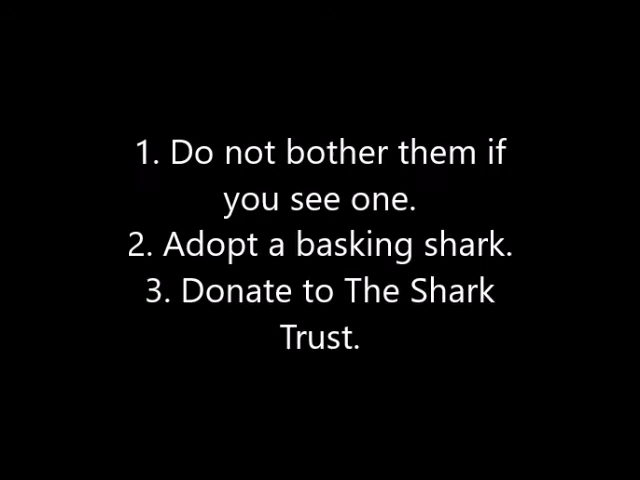 1. Do not bother them if
you see one.
2. Adopt a basking shark.
3. Donate to The Shark
Trust.